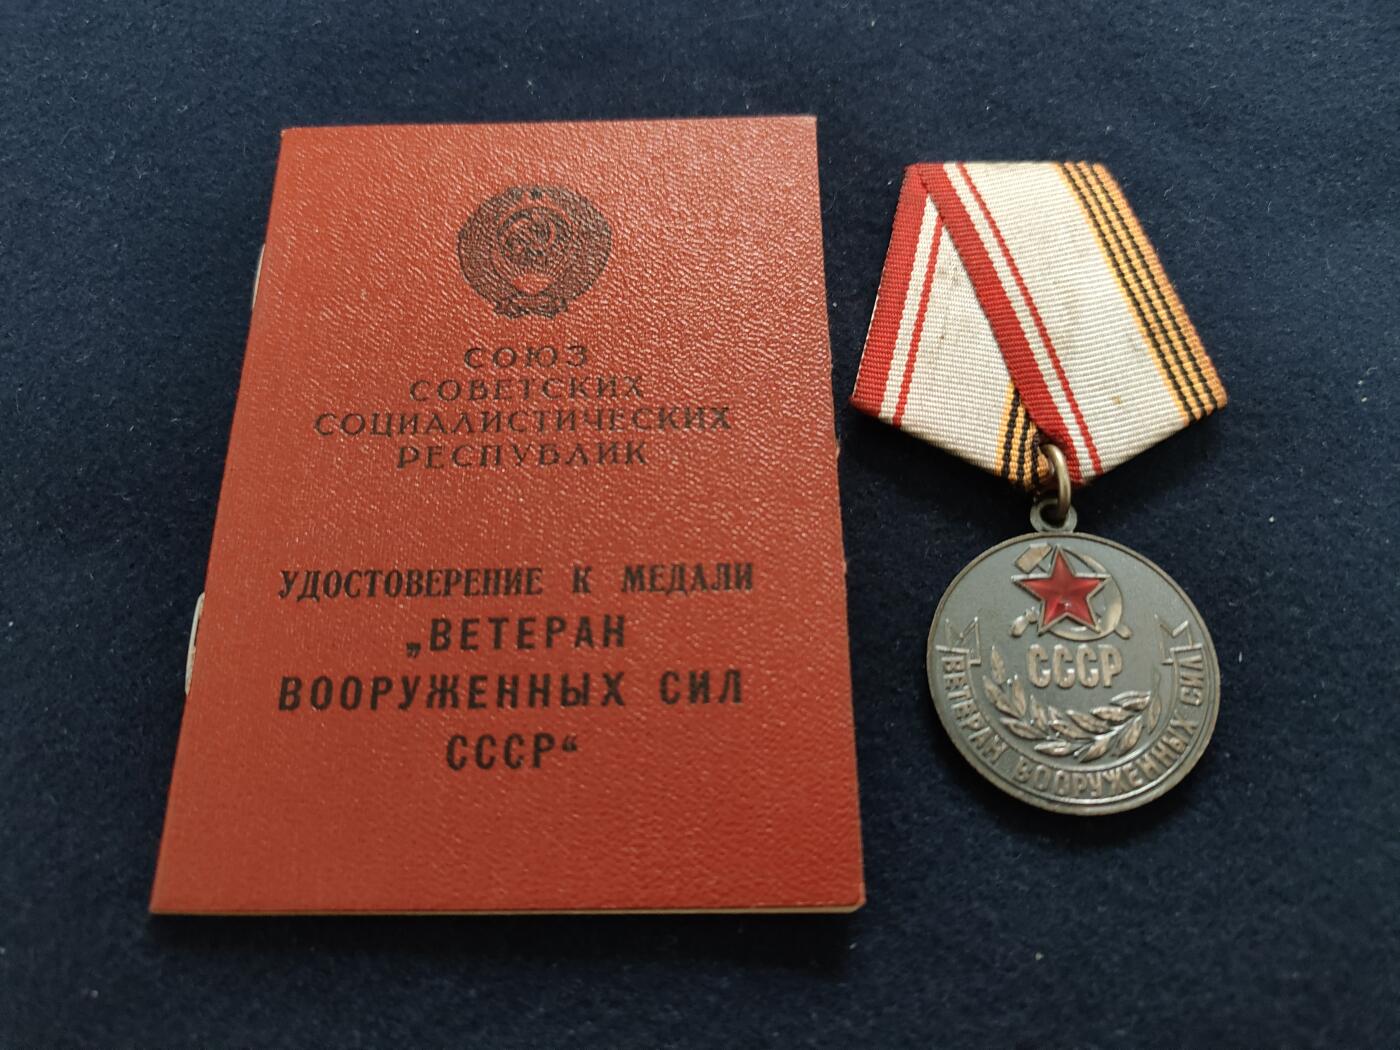 СОЮЗ
СОВЕТСКИХ
СОЦИАЛИСТИЧЕСКИХ
РЕСПУБЛИК
УДОСТОВЕРЕНИЕ К МЕДАЛИ
„ВЕТЕРАН
ВООРУЖЕННЫХ СИЛ
СССР“
СССР
ВЕТЕРАН ВООРУЖЕННЫХ СИЛ